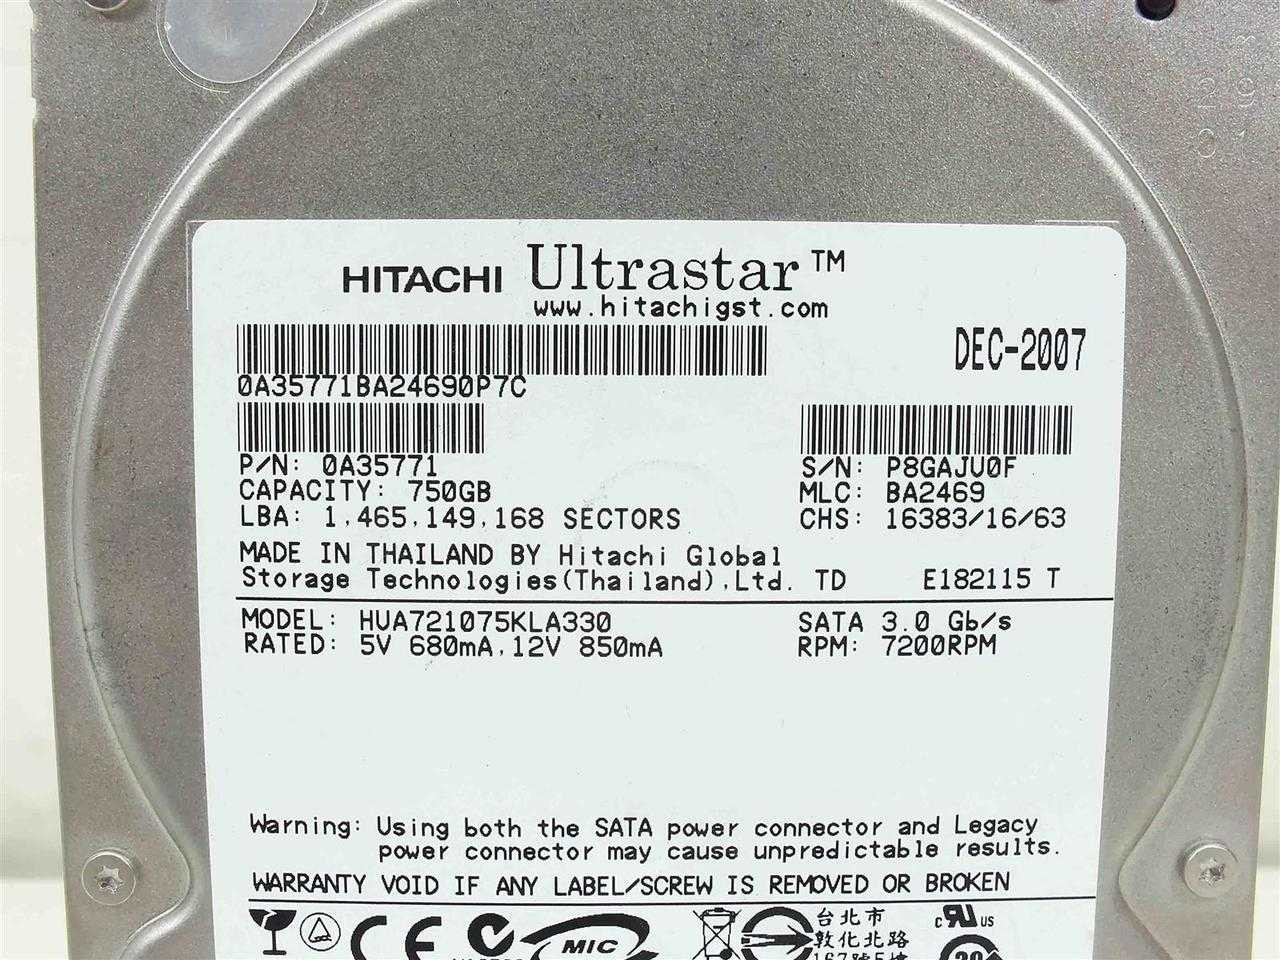 HITACHI Ultrastar™
www.hitachigst.com
DEC-2007
0A35771BA24690P7C
P/N: 0A35771
CAPACITY: 750GB
LBA: 1,465,149,168 SECTORS
S/N: P8GAJU0F
MLC: BA2469
CHS: 16383/16/63
MADE IN THAILAND BY Hitachi Global
Storage Technologies(Thailand),Ltd. TD E182115 T
MODEL: HUA721075KLA330
RATED: 5V 680mA,12V 850mA
SATA 3.0 Gb/s
RPM: 7200RPM
Warning: Using both the SATA power connector and Legacy
power connector may cause unpredictable results.
WARRANTY VOID IF ANY LABEL/SCREW IS REMOVED OR BROKEN
CE
MIC
台北市
敦化北路
c RU us